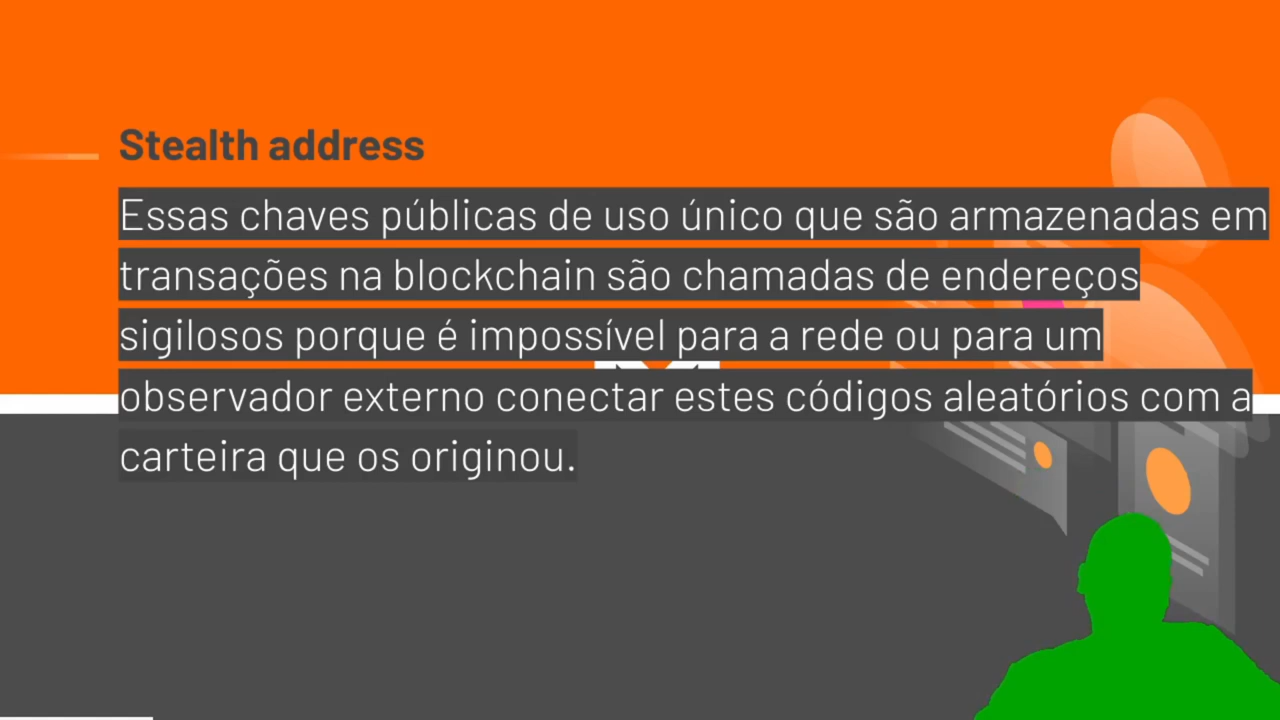 Stealth address
Essas chaves públicas de uso único que são armazenadas em
transações na blockchain são chamadas de endereços
sigilosos porque é impossível para a rede ou para um
observador externo conectar estes códigos aleatórios com a
carteira que os originou.